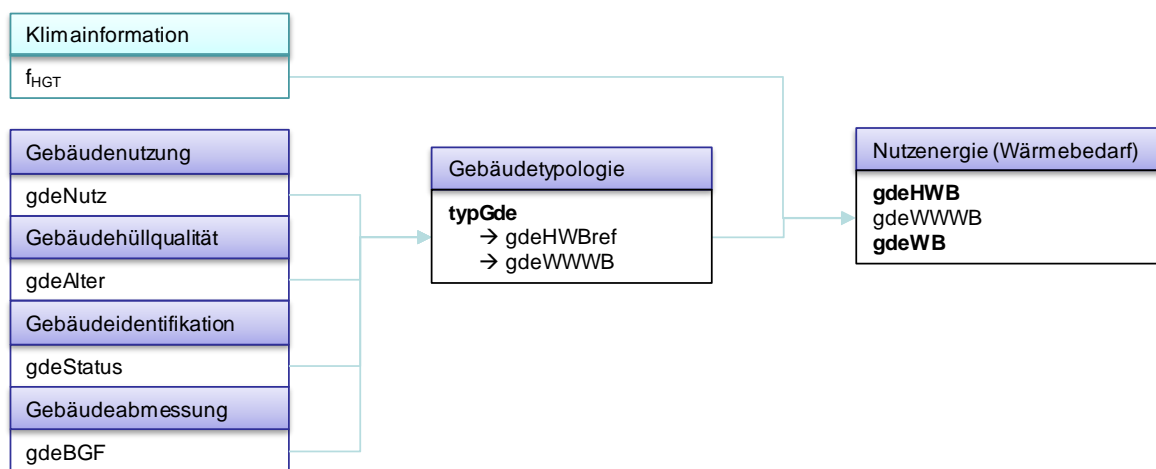 Klimainformation
fHGT
Gebäudenutzung
gdeNutz
Gebäudehüllqualität
gdeAlter
Gebäudeidentifikation
gdeStatus
Gebäudeabmessung
gdeBGF
Gebäudetypologie
typGde
→ gdeHWBref
→ gdeWWWB
Nutzenergie (Wärmebedarf)
gdeHWB
gdeWWWB
gdeWB